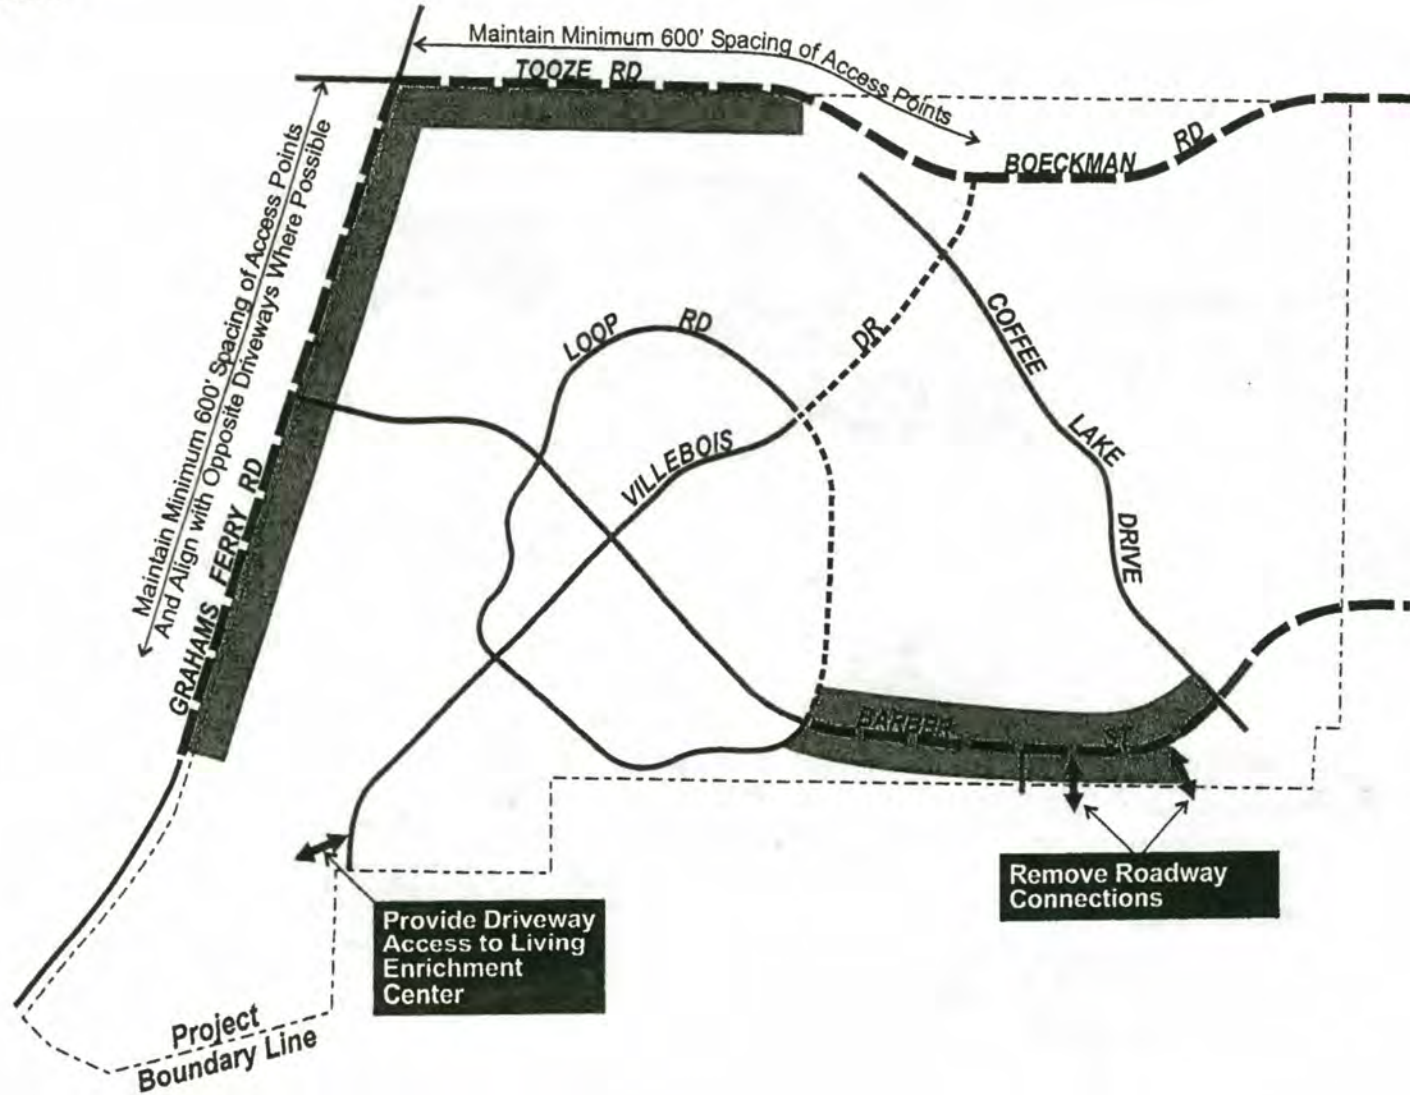 Maintain Minimum 600' Spacing of Access Points
TOOZE RD
BOECKMAN RD
Maintain Minimum 600' Spacing of Access Points
And Align with Opposite Driveways Where Possible
GRAHAMS FERRY RD
LOOP RD
VILLEBOIS DR
COFFEE LAKE DRIVE
BARBER ST
Remove Roadway
Connections
Provide Driveway
Access to Living
Enrichment
Center
Project
Boundary Line